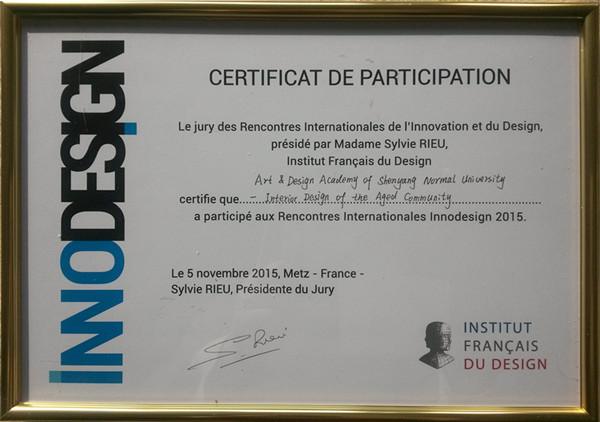 INNODESIGN
CERTIFICAT DE PARTICIPATION
Le jury des Rencontres Internationales de l'Innovation et du Design,
présidé par Madame Sylvie RIEU,
Institut Français du Design
Art & Design Academy of Shenyang Normal University
certifie que.....- Interior Design of the Aged Community.....
a participé aux Rencontres Internationales Innodesign 2015.
Le 5 novembre 2015, Metz - France -
Sylvie RIEU, Présidente du Jury
S. Rieu
INSTITUT
FRANÇAIS
DU DESIGN